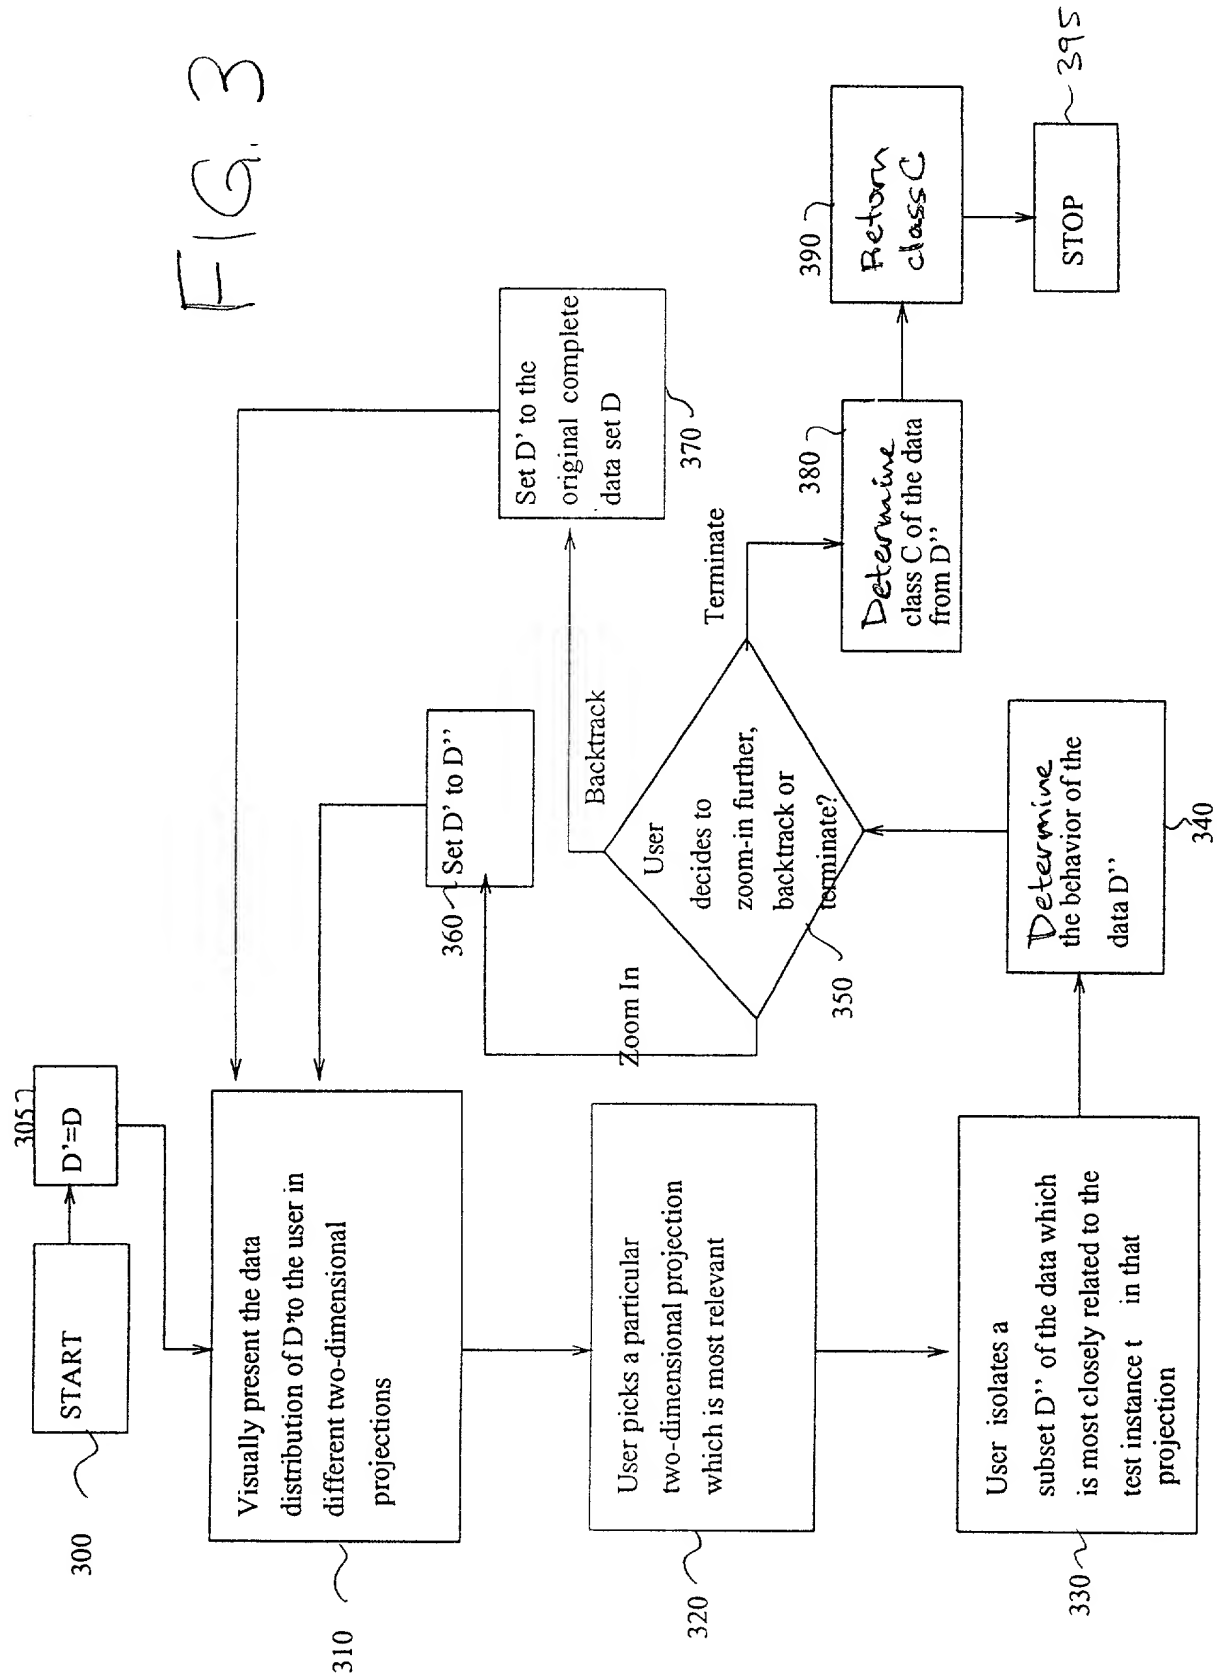 FIG. 3
300
START
305
D'=D
310
Visually present the data
distribution of D' to the user in
different two-dimensional
projections
320
User picks a particular
two-dimensional projection
which is most relevant
330
User isolates a
subset D'' of the data which
is most closely related to the
test instance t in that
projection
340
Determine
the behavior of the
data D''
350
User
decides to
zoom-in further,
backtrack or
terminate?
Zoom In
360
Set D' to D''
Backtrack
Set D' to the
original complete
data set D
370
Terminate
380
Determine
class C of the data
from D''
390
Return
class C
STOP
395